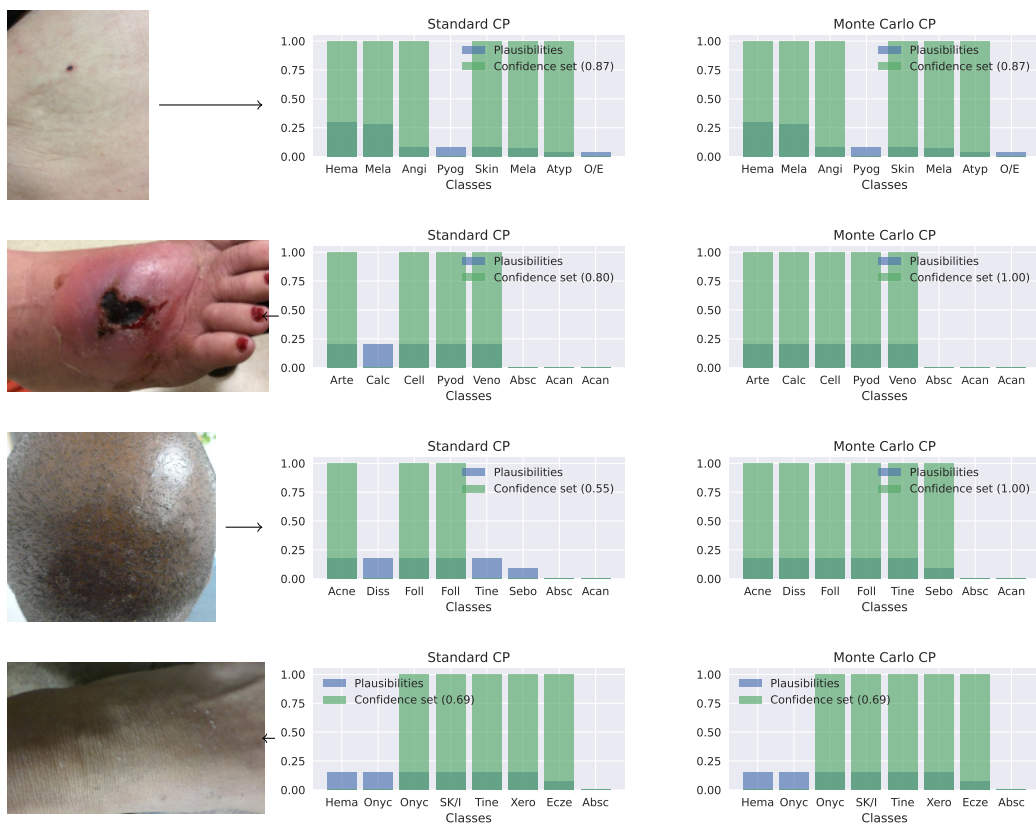 Standard CP
1.00
0.75
0.50
0.25
0.00
Plausibilities
Confidence set (0.87)
Hema Mela Angi Pyog Skin Mela Atyp O/E
Classes
Monte Carlo CP
1.00
0.75
0.50
0.25
0.00
Plausibilities
Confidence set (0.87)
Hema Mela Angi Pyog Skin Mela Atyp O/E
Classes
Standard CP
1.00
0.75
0.50
0.25
0.00
Plausibilities
Confidence set (0.80)
Arte Calc Cell Pyod Veno Absc Acan Acan
Classes
Monte Carlo CP
1.00
0.75
0.50
0.25
0.00
Plausibilities
Confidence set (1.00)
Arte Calc Cell Pyod Veno Absc Acan Acan
Classes
Standard CP
1.00
0.75
0.50
0.25
0.00
Plausibilities
Confidence set (0.55)
Acne Diss Foll Foll Tine Sebo Absc Acan
Classes
Monte Carlo CP
1.00
0.75
0.50
0.25
0.00
Plausibilities
Confidence set (1.00)
Acne Diss Foll Foll Tine Sebo Absc Acan
Classes
Standard CP
1.00
0.75
0.50
0.25
0.00
Plausibilities
Confidence set (0.69)
Hema Onyc Onyc SK/I Tine Xero Ecze Absc
Classes
Monte Carlo CP
1.00
0.75
0.50
0.25
0.00
Plausibilities
Confidence set (0.69)
Hema Onyc Onyc SK/I Tine Xero Ecze Absc
Classes